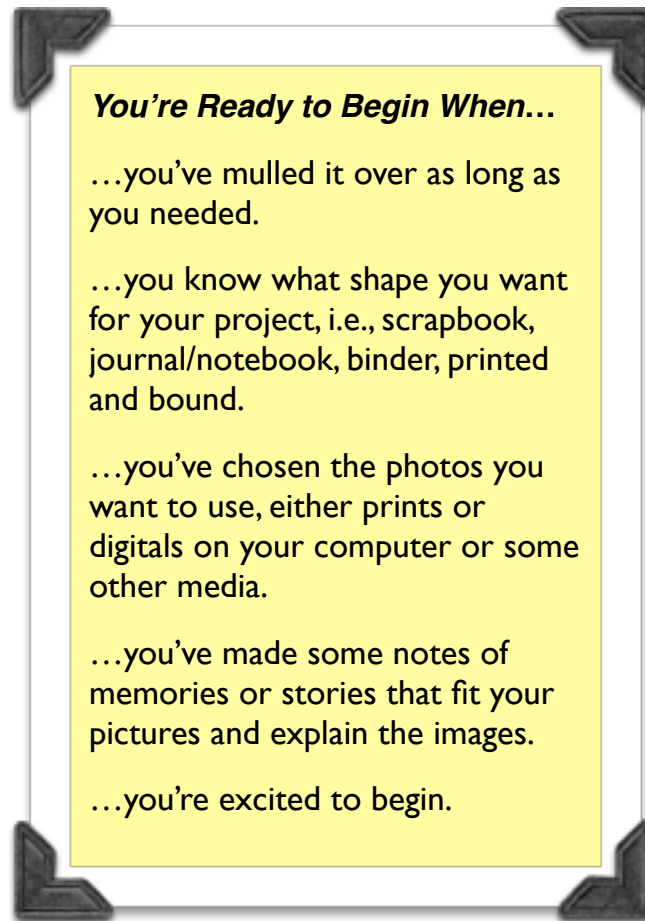 You’re Ready to Begin When…
…you’ve mulled it over as long as
you needed.
…you know what shape you want
for your project, i.e., scrapbook,
journal/notebook, binder, printed
and bound.
…you’ve chosen the photos you
want to use, either prints or
digitals on your computer or some
other media.
…you’ve made some notes of
memories or stories that fit your
pictures and explain the images.
…you’re excited to begin.